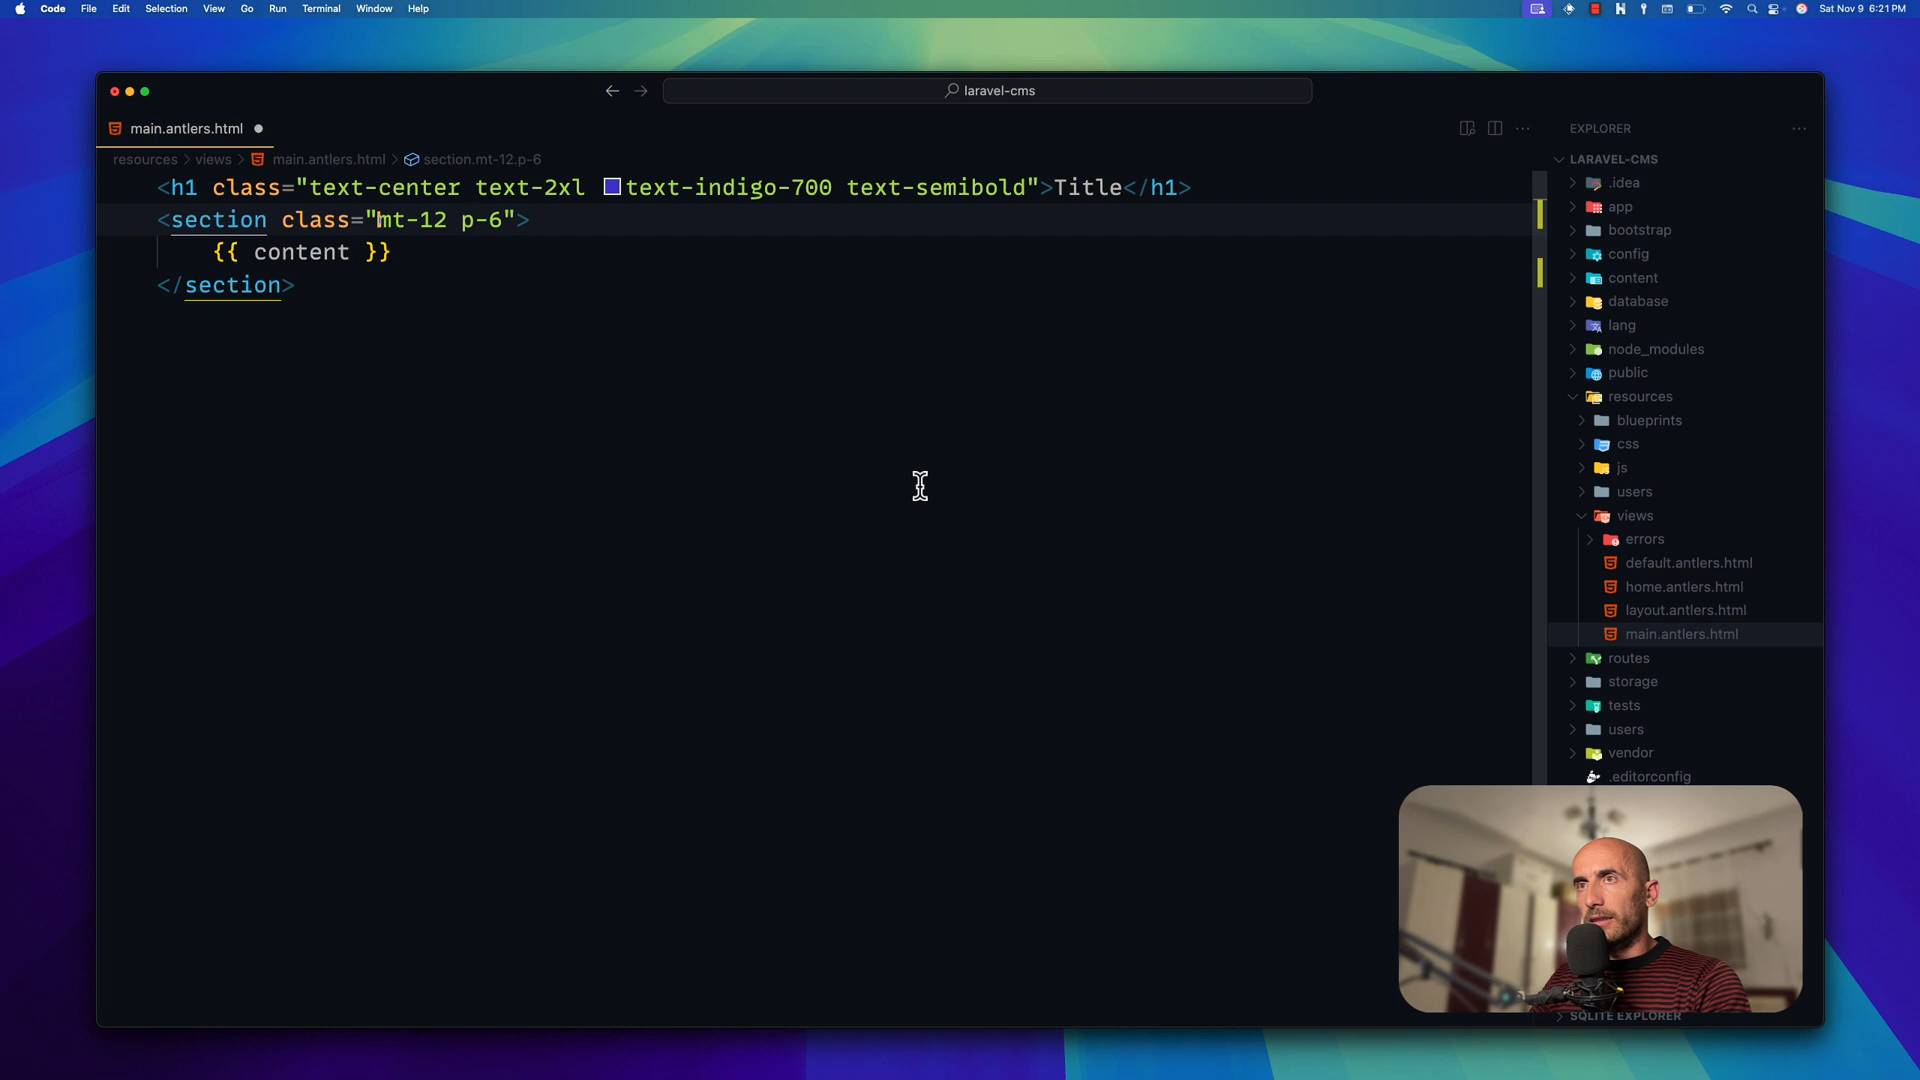 Code File Edit Selection View Go Run Terminal Window Help Sat Nov 9 6:21 PM
laravel-cms
main.antlers.html
EXPLORER
resources > views > main.antlers.html > section.mt-12.p-6
<h1 class="text-center text-2xl text-indigo-700 text-semibold">Title</h1>
<section class="mt-12 p-6">
{{ content }}
</section>
LARAVEL-CMS
.idea
app
bootstrap
config
content
database
lang
node_modules
public
resources
blueprints
css
js
users
views
errors
default.antlers.html
home.antlers.html
layout.antlers.html
main.antlers.html
routes
storage
tests
users
vendor
.editorconfig
SQLITE EXPLORER